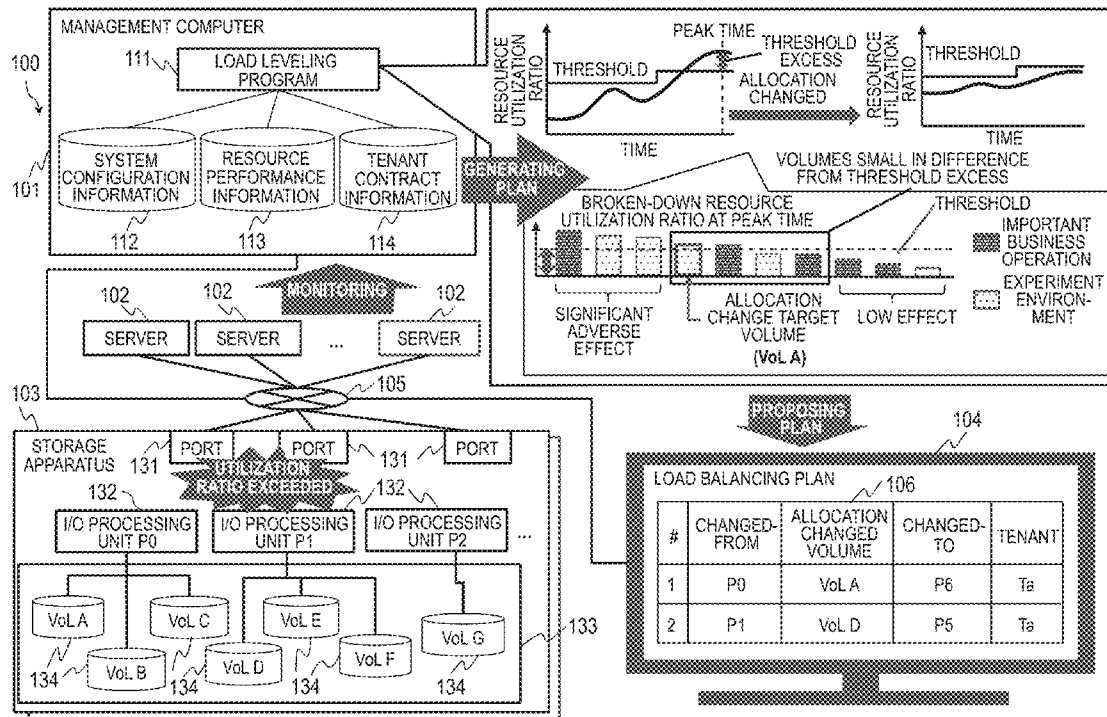 MANAGEMENT COMPUTER
100
111
LOAD LEVELING
PROGRAM
101
SYSTEM
CONFIGURATION
INFORMATION
RESOURCE
PERFORMANCE
INFORMATION
TENANT
CONTRACT
INFORMATION
112
113
114
GENERATING
PLAN
RESOURCE
UTILIZATION
RATIO
THRESHOLD
PEAK TIME
THRESHOLD
EXCESS
ALLOCATION
CHANGED
TIME
RESOURCE
UTILIZATION
RATIO
THRESHOLD
TIME
VOLUMES SMALL IN DIFFERENCE
FROM THRESHOLD EXCESS
BROKEN-DOWN RESOURCE
UTILIZATION RATIO AT PEAK TIME
THRESHOLD
IMPORTANT
BUSINESS
OPERATION
EXPERIMENT
ENVIRON-
MENT
SIGNIFICANT
ADVERSE
EFFECT
ALLOCATION
CHANGE TARGET
VOLUME
(VoL A)
LOW EFFECT
MONITORING
102
102
102
SERVER
SERVER
...
SERVER
103
105
STORAGE
APPARATUS
PORT
PORT
PORT
131
131
UTILIZATION
RATIO EXCEEDED
132
132
I/O PROCESSING
UNIT P0
I/O PROCESSING
UNIT P1
I/O PROCESSING
UNIT P2
...
VoL A
VoL C
VoL E
VoL G
VoL B
VoL D
VoL F
133
134
134
134
134
PROPOSING
PLAN
104
LOAD BALANCING PLAN
106
# CHANGED-FROM ALLOCATION CHANGED VOLUME CHANGED-TO TENANT
1 P0 VoL A P6 Ta
2 P1 VoL D P5 Ta